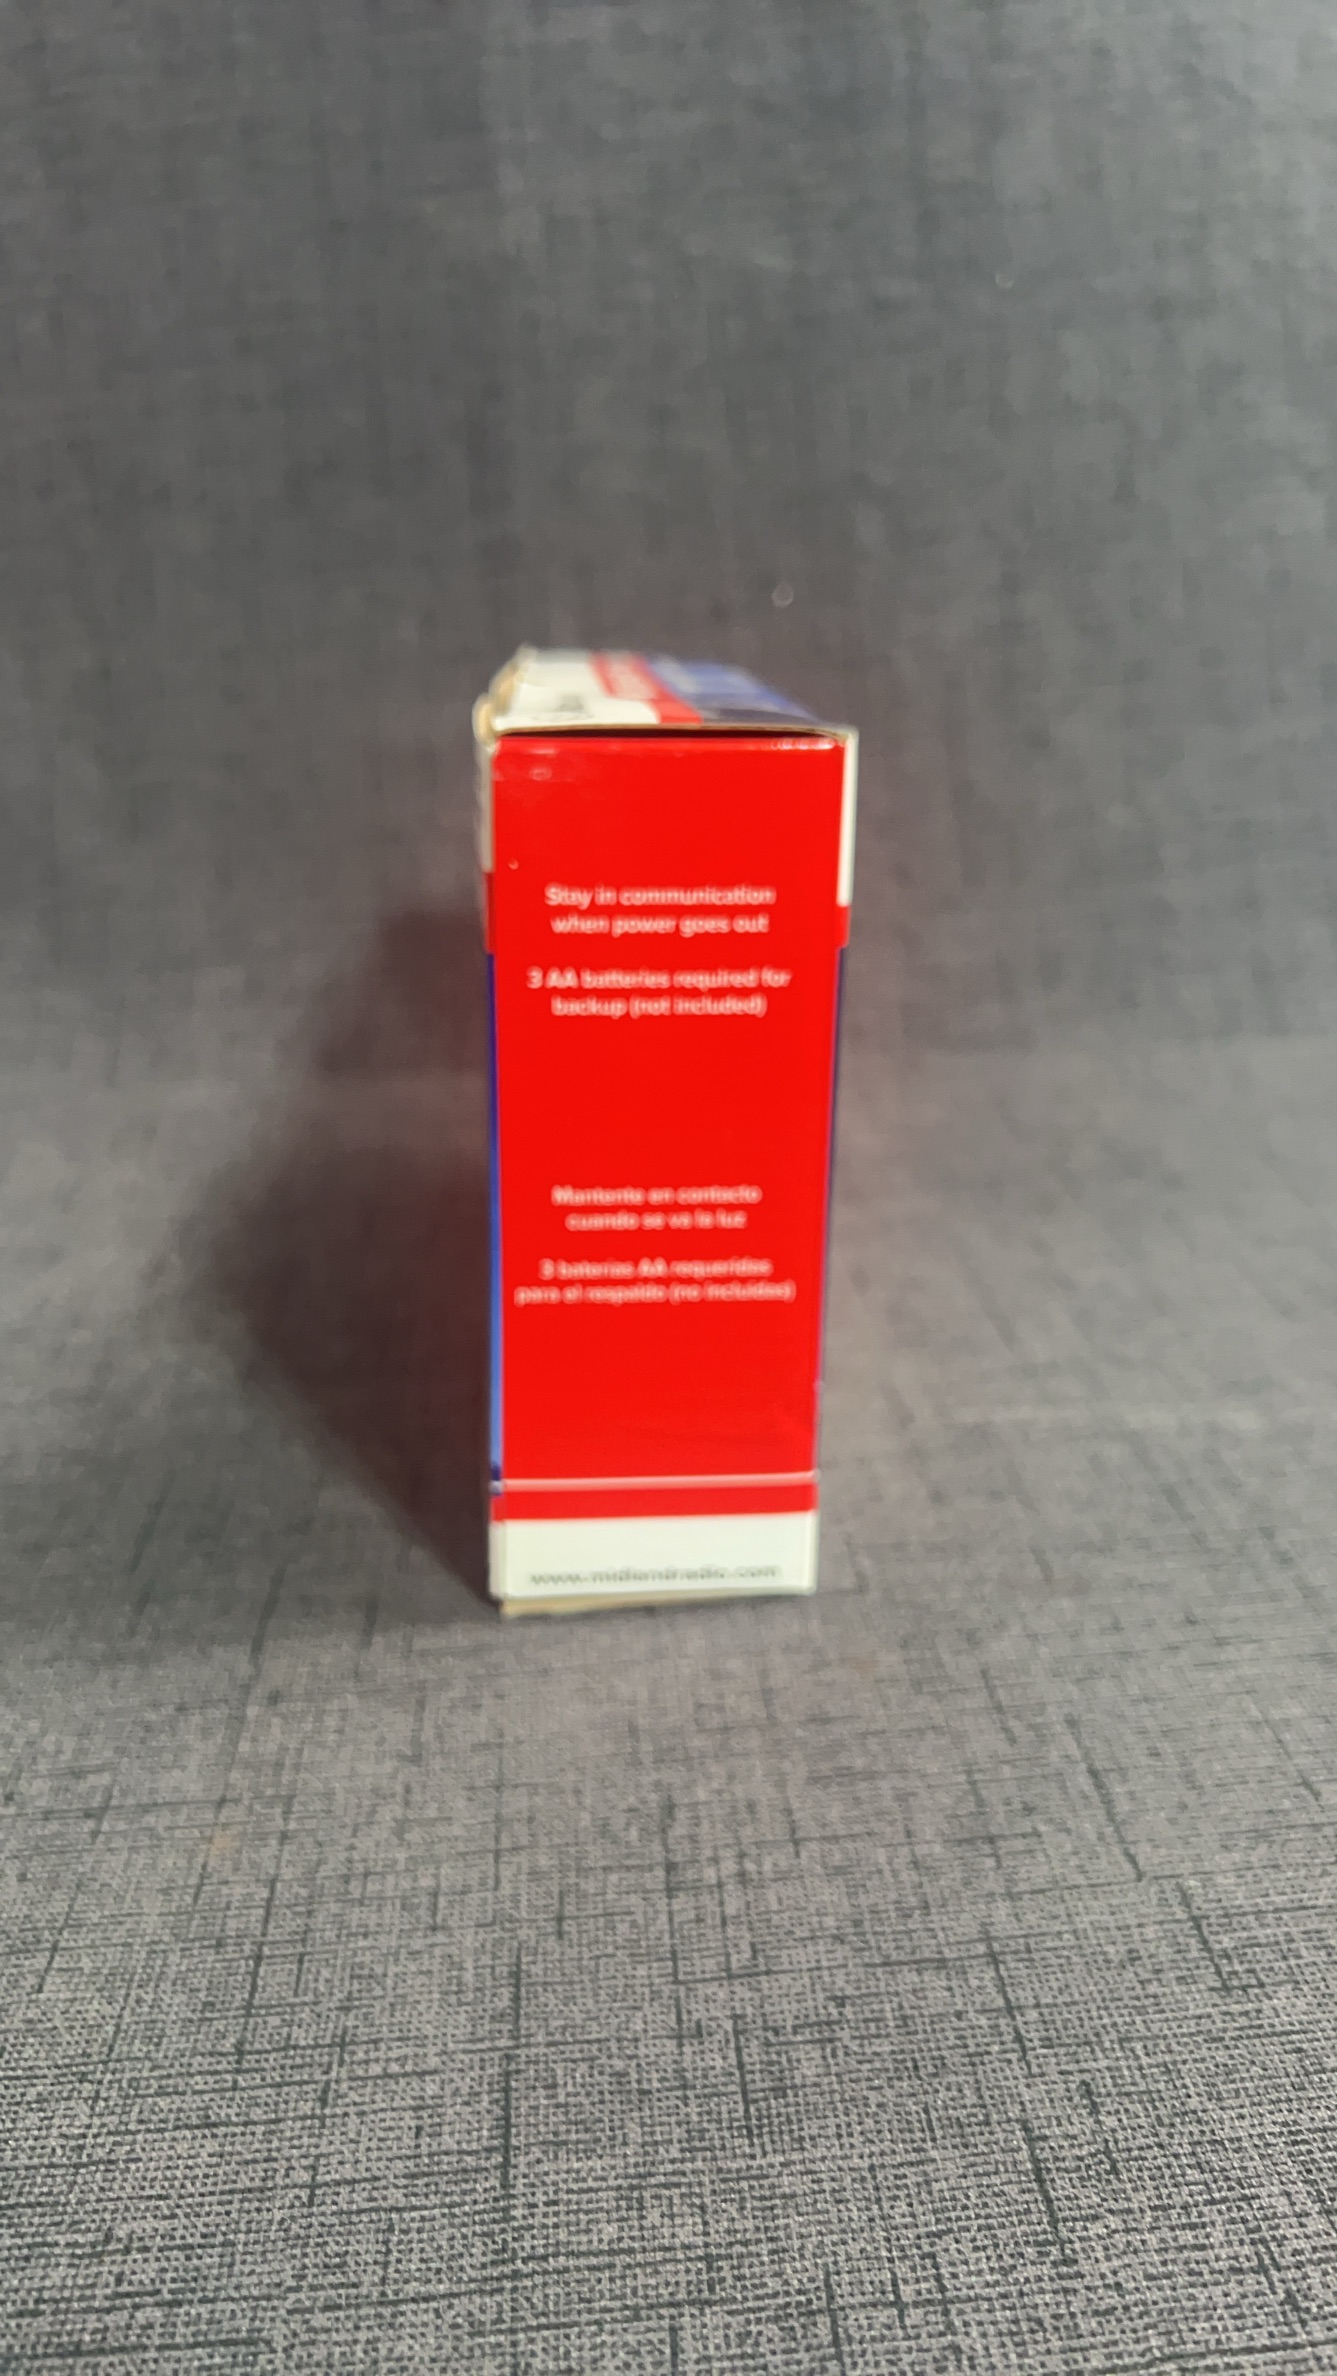 Stay in communication
when power goes out
3 AA batteries required for
backup (not included)
Mantente en contacto
cuando se va la luz
3 baterias AA requeridas
para el respaldo (no incluidas)
www.midlandradio.com